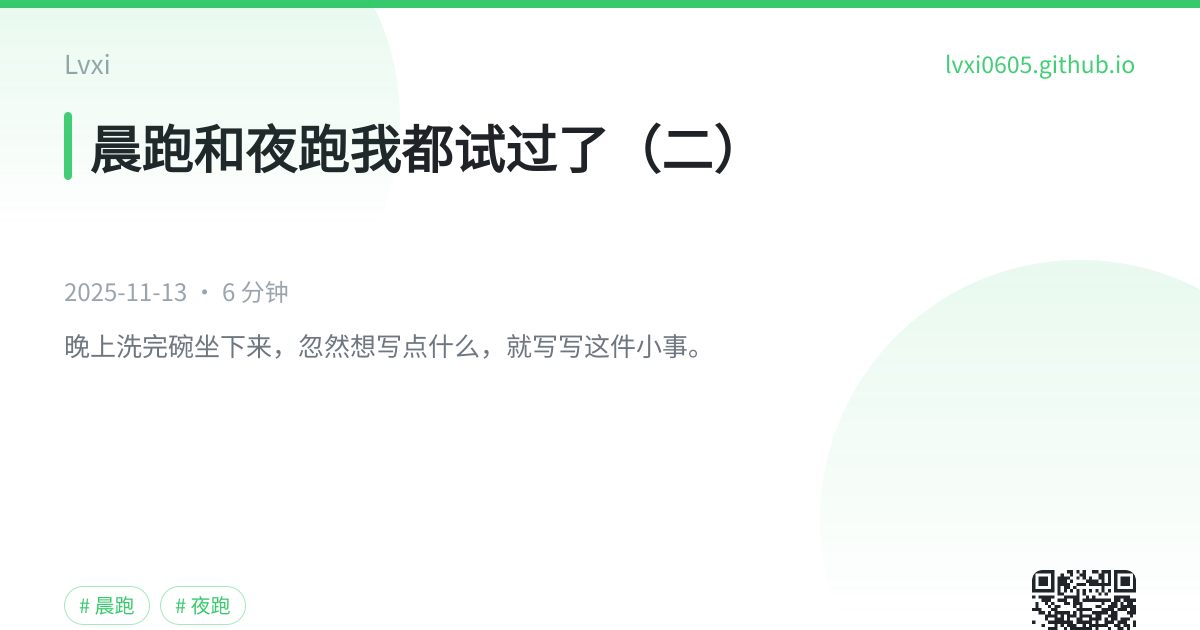 Lvxi
lvxi0605.github.io
晨跑和夜跑我都试过了（二）
2025-11-13 · 6 分钟
晚上洗完碗坐下来，忽然想写点什么，就写写这件小事。
# 晨跑
# 夜跑